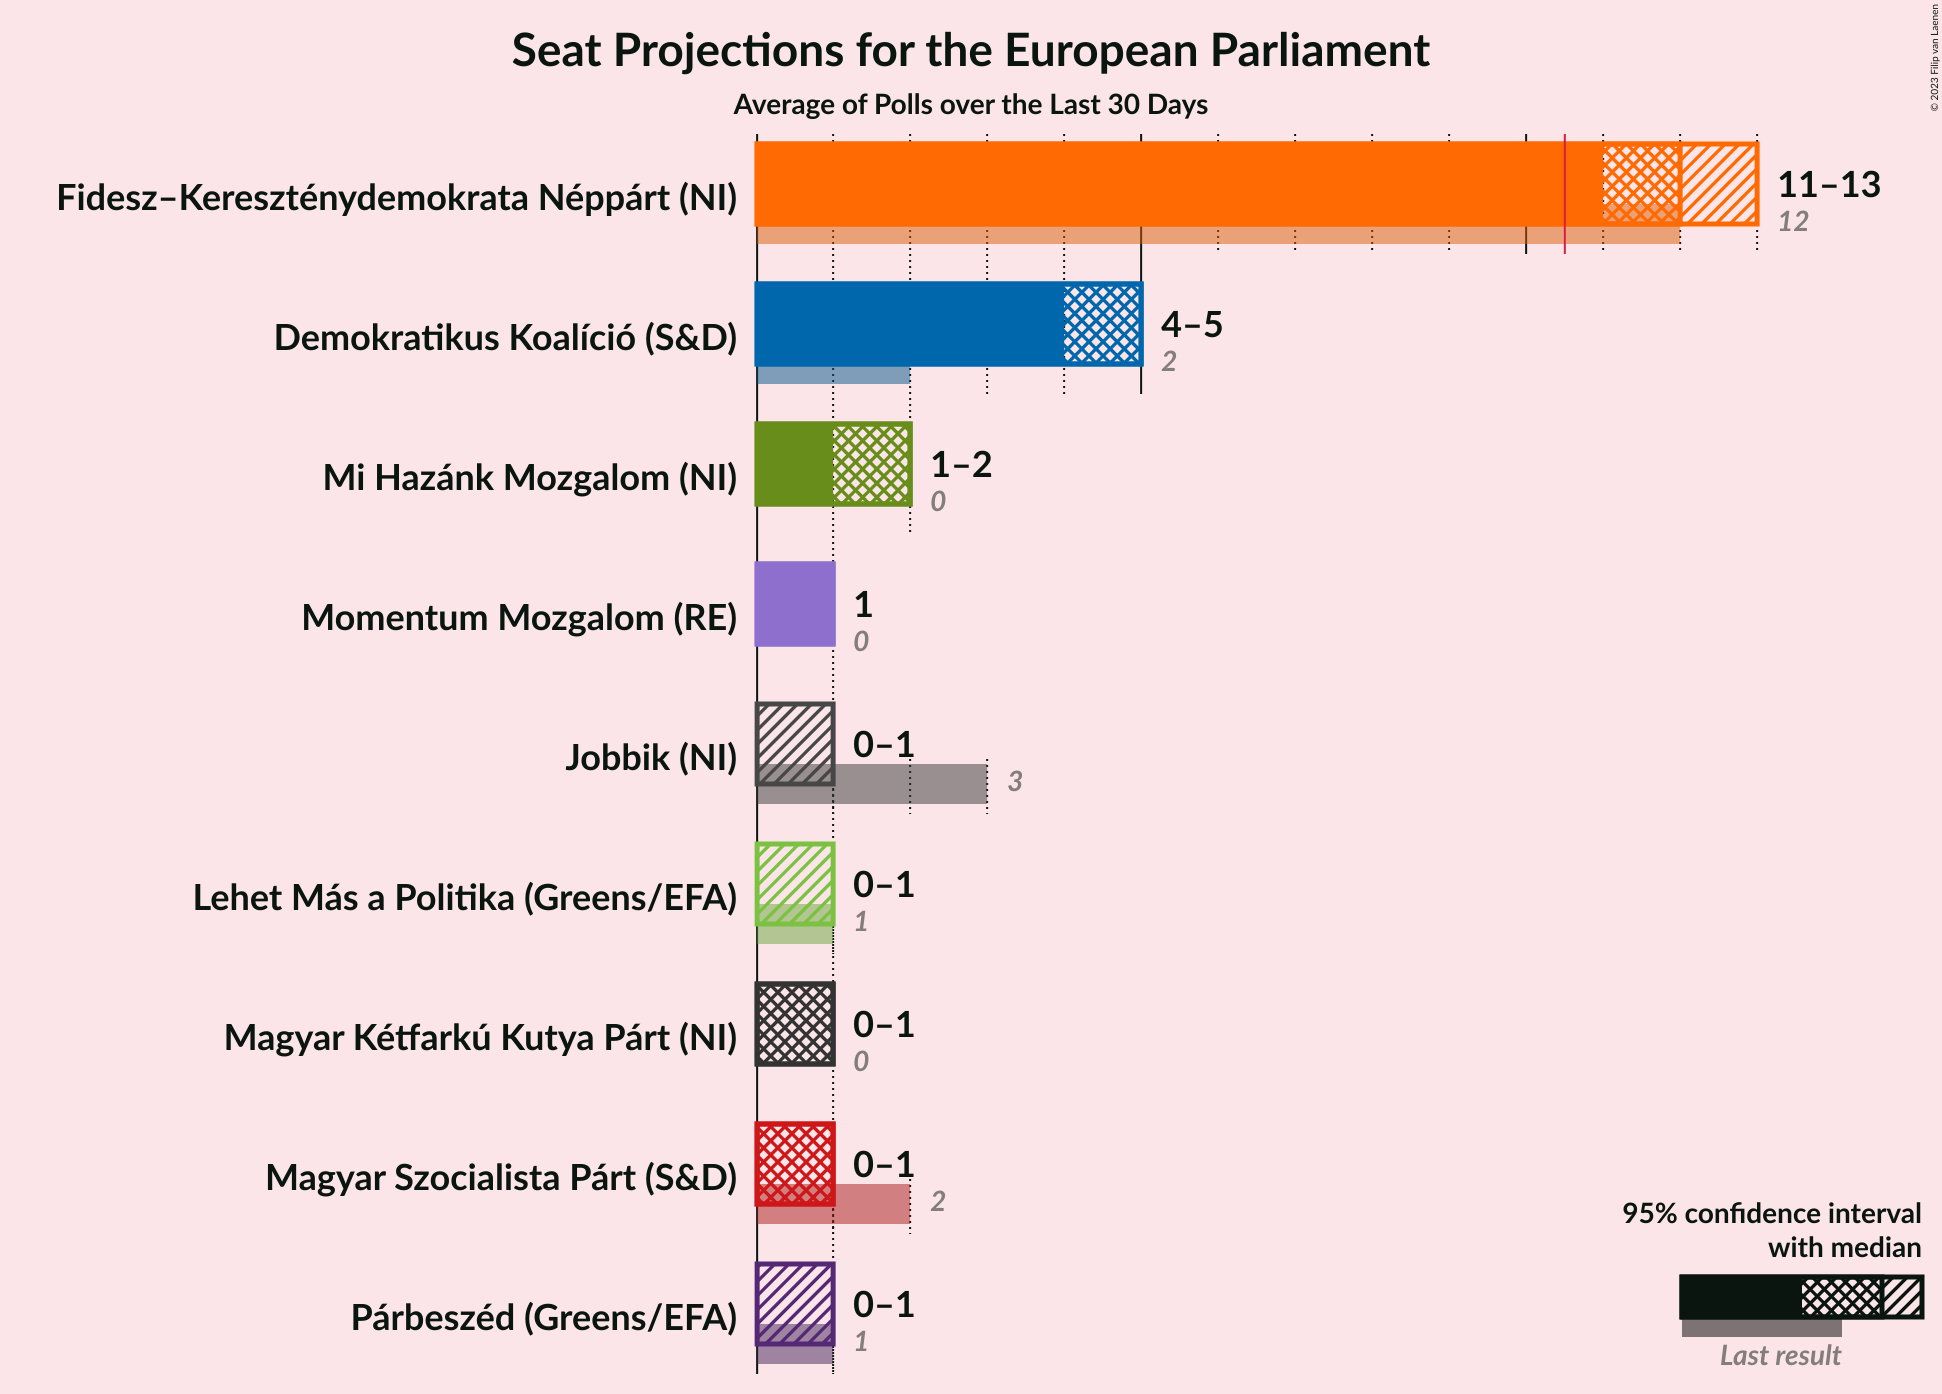 Seat Projections for the European Parliament
Average of Polls over the Last 30 Days
© 2023 Filip van Laenen
Fidesz–Kereszténydemokrata Néppárt (NI)
11–13
12
Demokratikus Koalíció (S&D)
4–5
2
Mi Hazánk Mozgalom (NI)
1–2
0
Momentum Mozgalom (RE)
1
0
Jobbik (NI)
0–1
3
Lehet Más a Politika (Greens/EFA)
0–1
1
Magyar Kétfarkú Kutya Párt (NI)
0–1
0
Magyar Szocialista Párt (S&D)
0–1
2
Párbeszéd (Greens/EFA)
0–1
1
95% confidence interval
with median
Last result